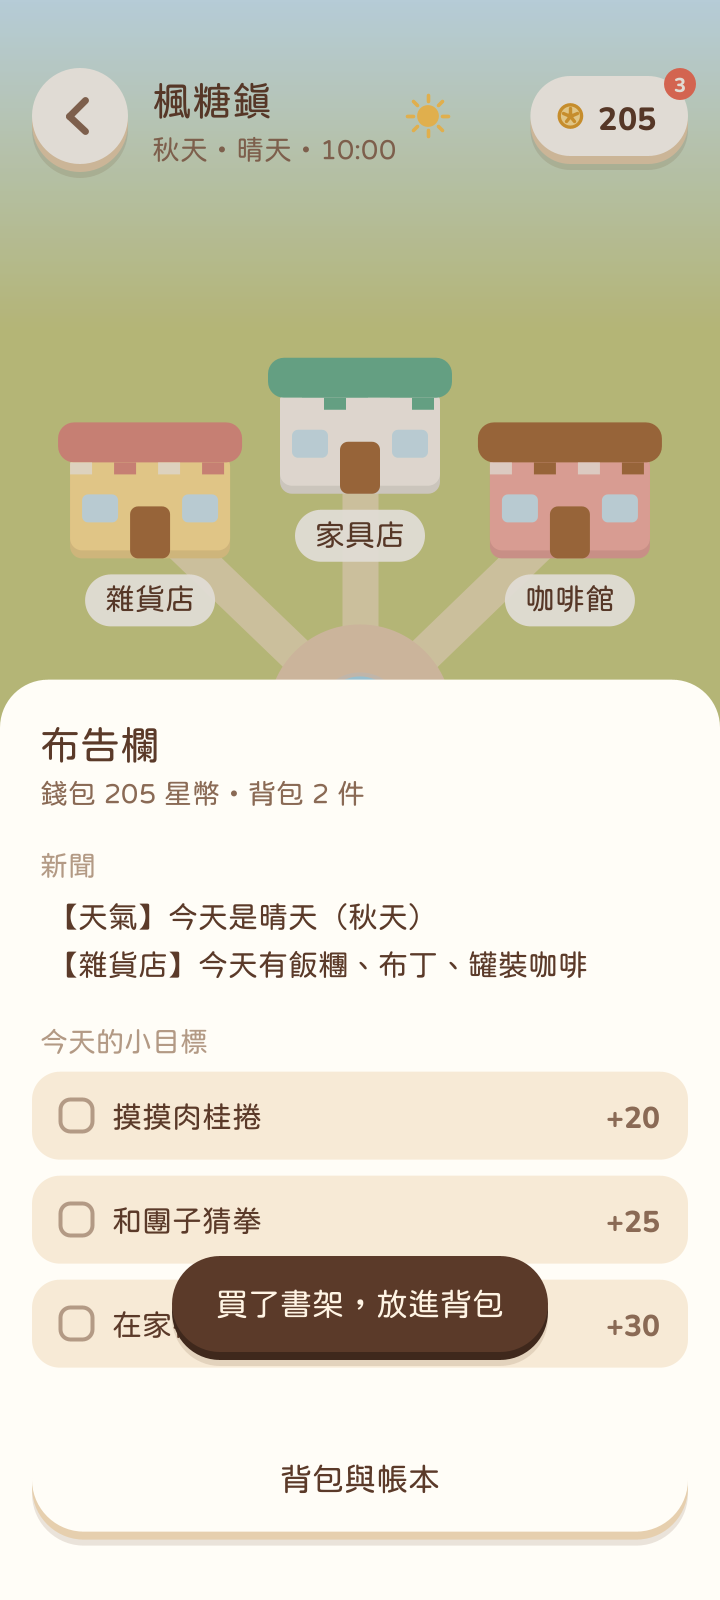 楓糖鎮
秋天・晴天・10:00
3
205
家具店
雜貨店
咖啡館
布告欄
錢包 205 星幣・背包 2 件
新聞
【天氣】今天是晴天（秋天）
【雜貨店】今天有飯糰、布丁、罐裝咖啡
今天的小目標
摸摸肉桂捲
+20
和團子猜拳
+25
在家
+30
買了書架，放進背包
背包與帳本